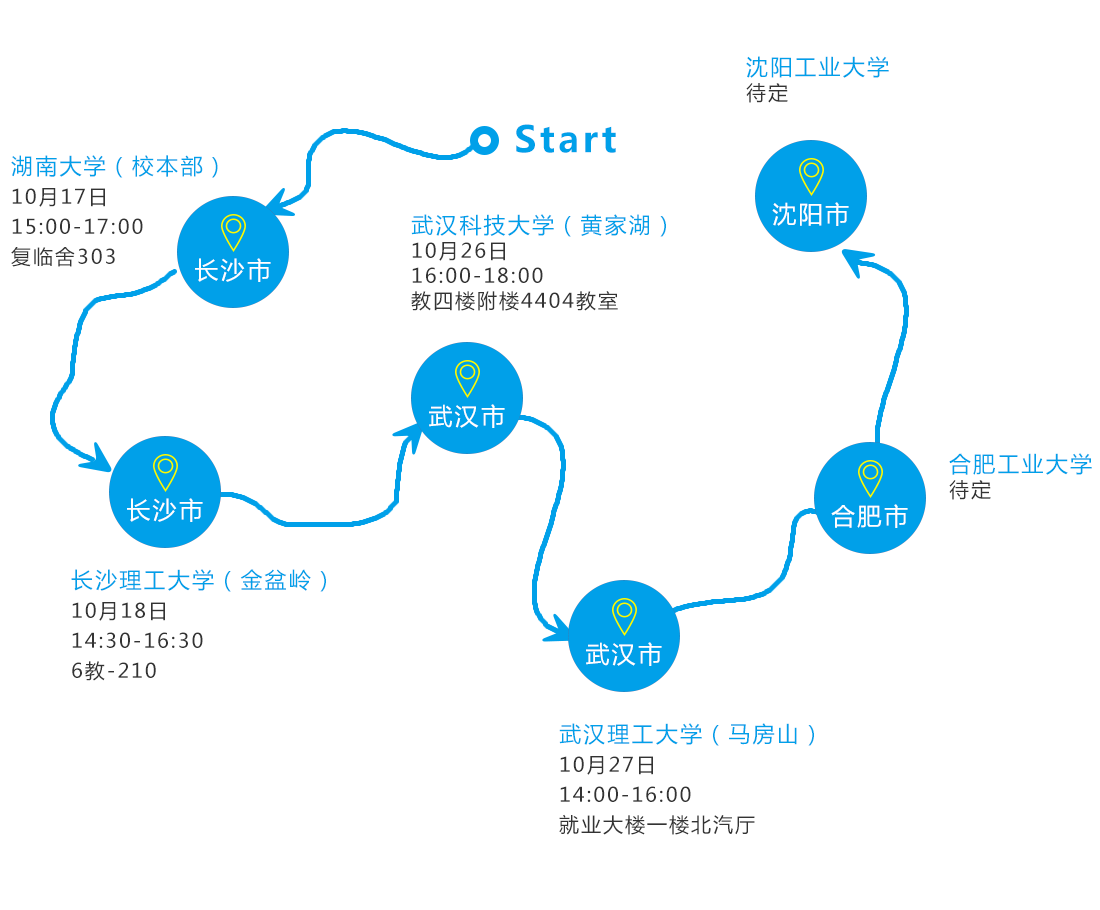 Start
湖南大学（校本部）
10月17日
15:00-17:00
复临舍303
长沙市
长沙市
长沙理工大学（金盆岭）
10月18日
14:30-16:30
6教-210
武汉科技大学（黄家湖）
10月26日
16:00-18:00
教四楼附楼4404教室
武汉市
武汉市
武汉理工大学（马房山）
10月27日
14:00-16:00
就业大楼一楼北汽厅
合肥市
合肥工业大学
待定
沈阳工业大学
待定
沈阳市